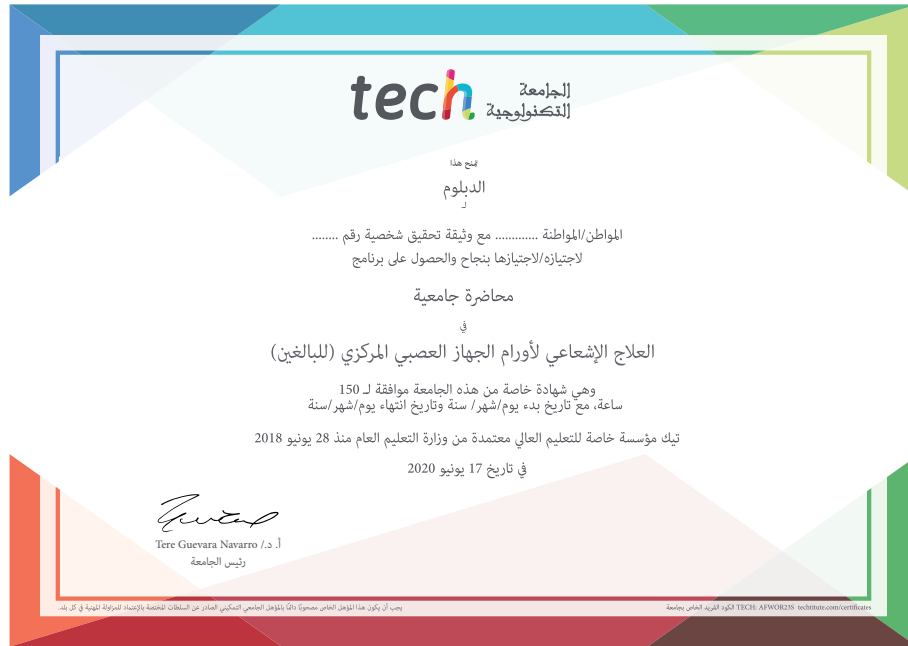 tech
الجامعة
التكنولوجية
يمنح هذا
الدبلوم
لـ
المواطن/المواطنة ............. مع وثيقة تحقيق شخصية رقم ........
لاجتيازه/لاجتيازها بنجاح والحصول على برنامج
محاضرة جامعية
في
العلاج الإشعاعي لأورام الجهاز العصبي المركزي (للبالغين)
وهي شهادة خاصة من هذه الجامعة موافقة لـ 150
ساعة، مع تاريخ بدء يوم/شهر/ سنة وتاريخ انتهاء يوم/شهر/سنة
تيك مؤسسة خاصة للتعليم العالي معتمدة من وزارة التعليم العام منذ 28 يونيو 2018
في تاريخ 17 يونيو 2020
أ. د./ Tere Guevara Navarro
رئيس الجامعة
يجب أن يكون هذا المؤهل الخاص مصحوبًا دائمًا بالمؤهل الجامعي التمكيني الصادر عن السلطات المختصة بالإعتماد للمزاولة المهنية في كل بلد.
الكود الفريد الخاص بجامعة TECH: AFWOR23S techtitute.com/certificates